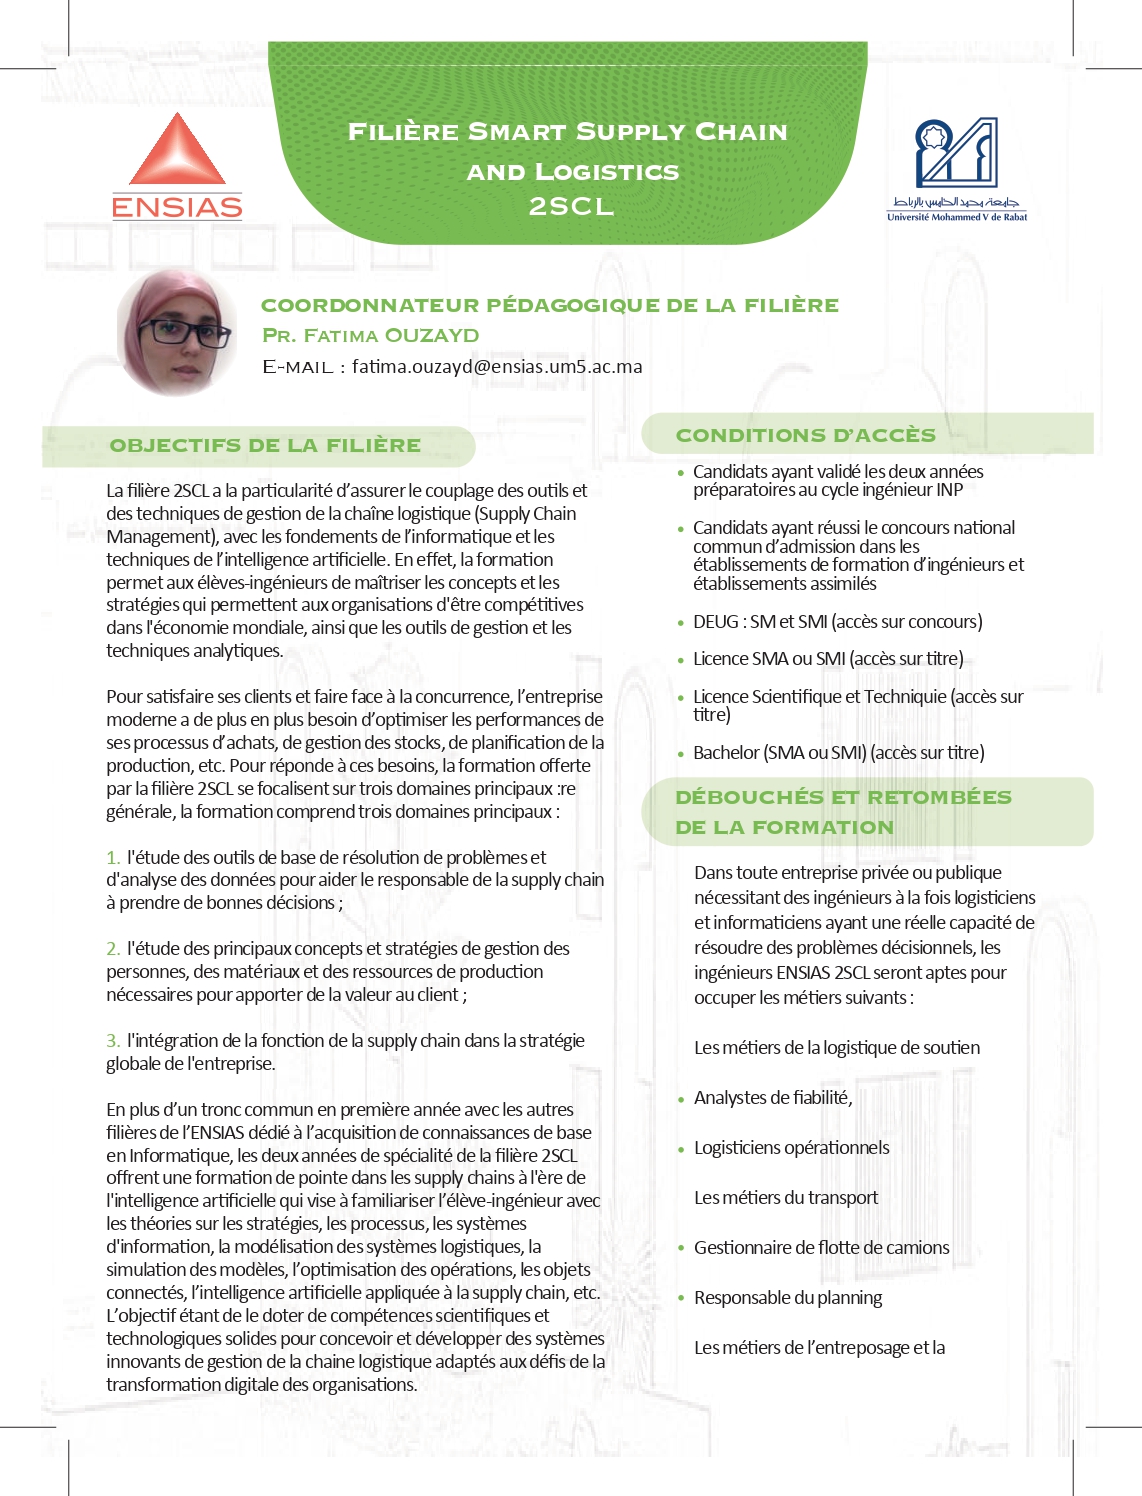 FILIÈRE SMART SUPPLY CHAIN
AND LOGISTICS
2SCL
ENSIAS
جامعة محمد الخامس بالرباط
Université Mohammed V de Rabat
COORDONNATEUR PÉDAGOGIQUE DE LA FILIÈRE
PR. FATIMA OUZAYD
E-MAIL : fatima.ouzayd@ensias.um5.ac.ma
OBJECTIFS DE LA FILIÈRE
La filière 2SCL a la particularité d’assurer le couplage des outils et
des techniques de gestion de la chaîne logistique (Supply Chain
Management), avec les fondements de l’informatique et les
techniques de l’intelligence artificielle. En effet, la formation
permet aux élèves-ingénieurs de maîtriser les concepts et les
stratégies qui permettent aux organisations d'être compétitives
dans l'économie mondiale, ainsi que les outils de gestion et les
techniques analytiques.
Pour satisfaire ses clients et faire face à la concurrence, l’entreprise
moderne a de plus en plus besoin d’optimiser les performances de
ses processus d’achats, de gestion des stocks, de planification de la
production, etc. Pour réponde à ces besoins, la formation offerte
par la filière 2SCL se focalisent sur trois domaines principaux :re
générale, la formation comprend trois domaines principaux :
1. l'étude des outils de base de résolution de problèmes et
d'analyse des données pour aider le responsable de la supply chain
à prendre de bonnes décisions ;
2. l'étude des principaux concepts et stratégies de gestion des
personnes, des matériaux et des ressources de production
nécessaires pour apporter de la valeur au client ;
3. l'intégration de la fonction de la supply chain dans la stratégie
globale de l'entreprise.
En plus d’un tronc commun en première année avec les autres
filières de l’ENSIAS dédié à l’acquisition de connaissances de base
en Informatique, les deux années de spécialité de la filière 2SCL
offrent une formation de pointe dans les supply chains à l'ère de
l'intelligence artificielle qui vise à familiariser l’élève-ingénieur avec
les théories sur les stratégies, les processus, les systèmes
d'information, la modélisation des systèmes logistiques, la
simulation des modèles, l’optimisation des opérations, les objets
connectés, l’intelligence artificielle appliquée à la supply chain, etc.
L’objectif étant de le doter de compétences scientifiques et
technologiques solides pour concevoir et développer des systèmes
innovants de gestion de la chaine logistique adaptés aux défis de la
transformation digitale des organisations.
CONDITIONS D’ACCÈS
• Candidats ayant validé les deux années
préparatoires au cycle ingénieur INP
• Candidats ayant réussi le concours national
commun d’admission dans les
établissements de formation d’ingénieurs et
établissements assimilés
• DEUG : SM et SMI (accès sur concours)
• Licence SMA ou SMI (accès sur titre)
• Licence Scientifique et Techniquie (accès sur
titre)
• Bachelor (SMA ou SMI) (accès sur titre)
DÉBOUCHÉS ET RETOMBÉES
DE LA FORMATION
Dans toute entreprise privée ou publique
nécessitant des ingénieurs à la fois logisticiens
et informaticiens ayant une réelle capacité de
résoudre des problèmes décisionnels, les
ingénieurs ENSIAS 2SCL seront aptes pour
occuper les métiers suivants :
Les métiers de la logistique de soutien
• Analystes de fiabilité,
• Logisticiens opérationnels
Les métiers du transport
• Gestionnaire de flotte de camions
• Responsable du planning
Les métiers de l’entreposage et la